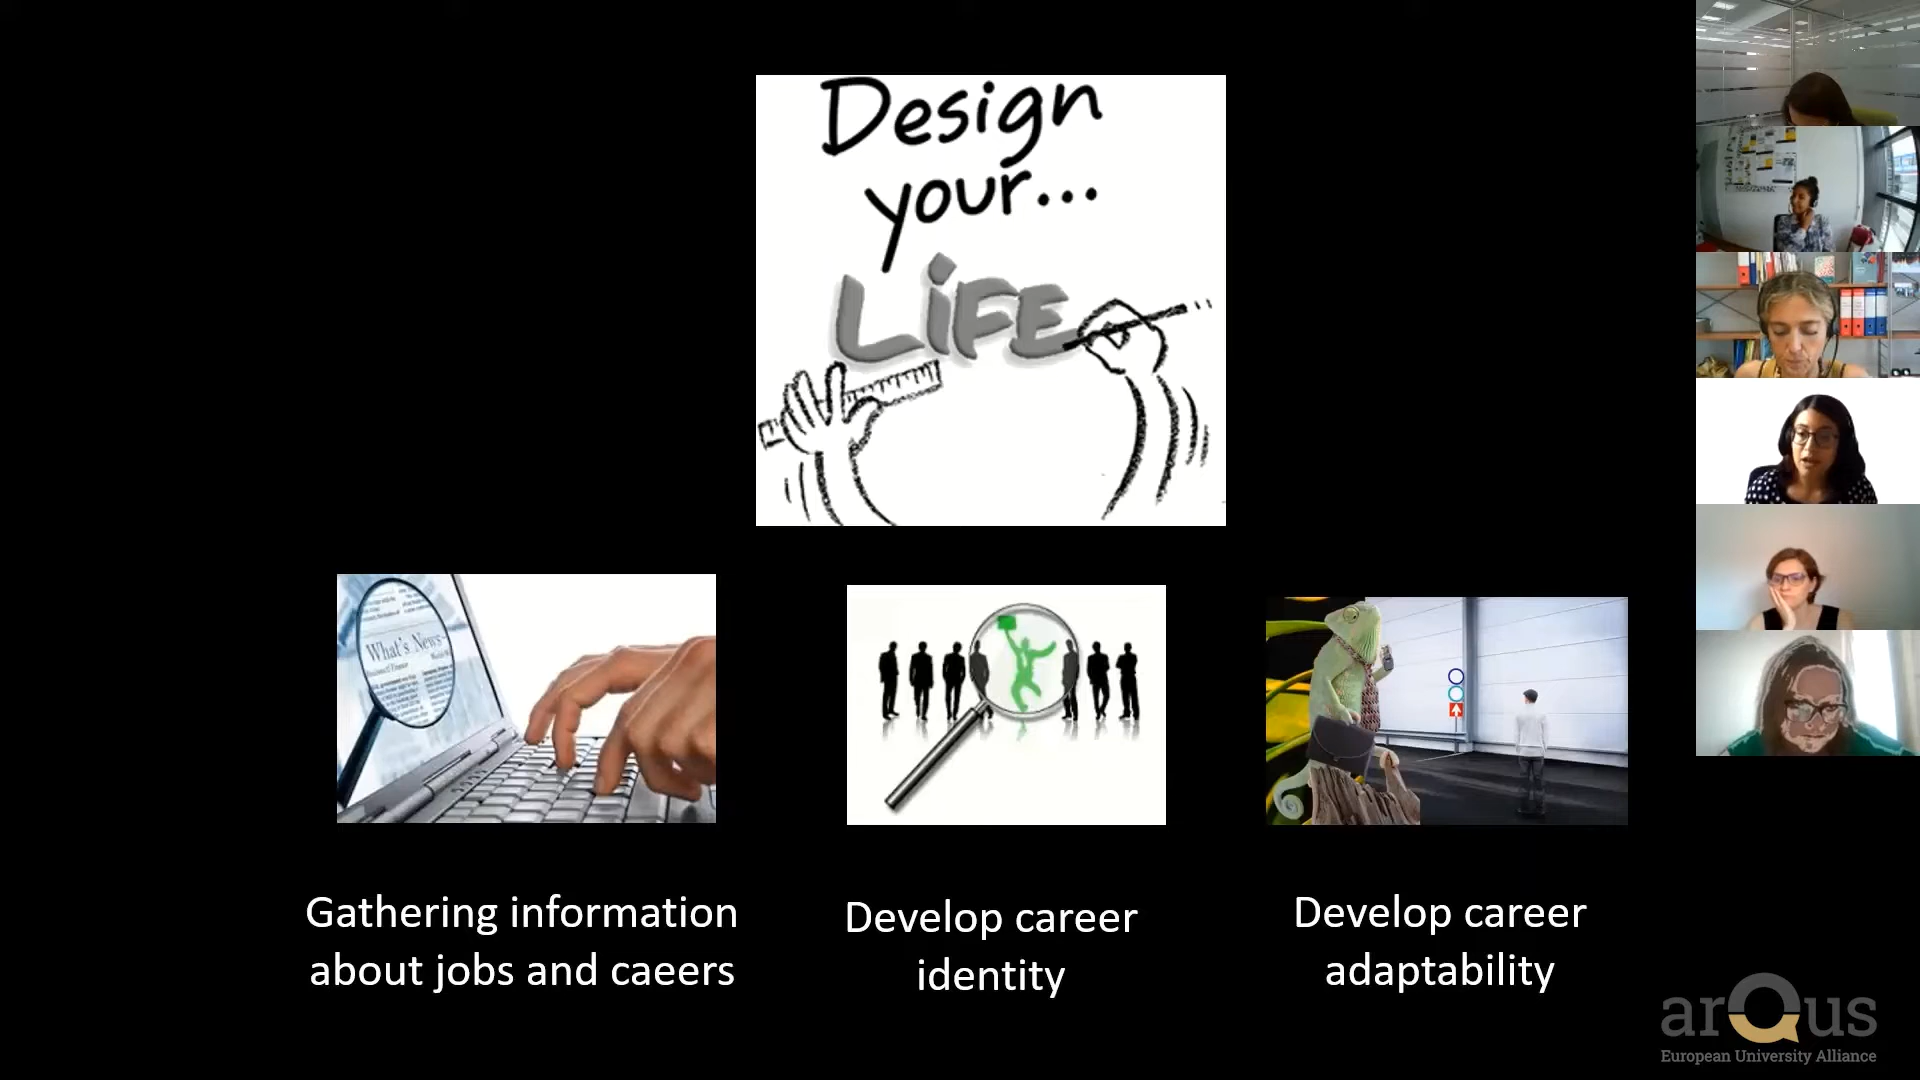 Design
your...
LIFE
What's News
Gathering information
about jobs and caeers
Develop career
identity
Develop career
adaptability
arQus
European University Alliance